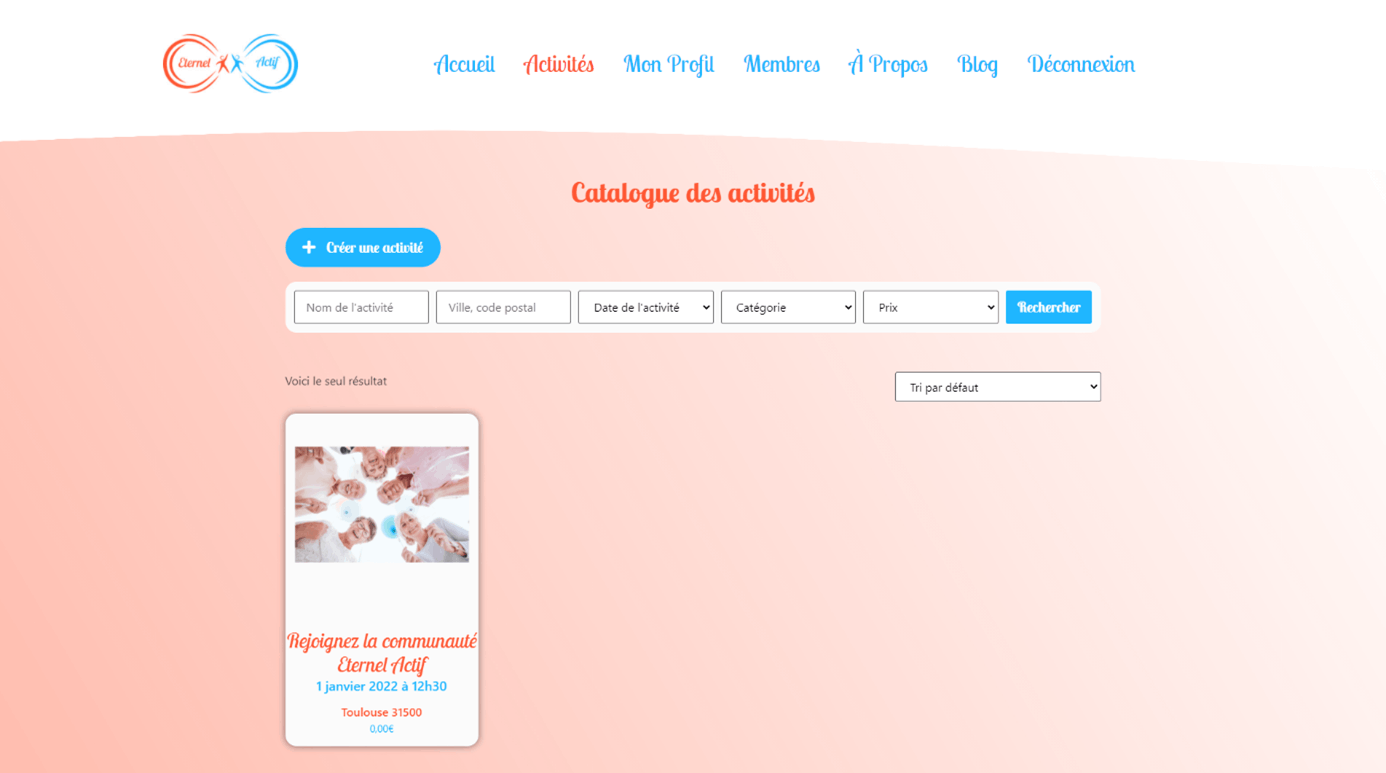 Eternel Actif
Accueil Activités Mon Profil Membres À Propos Blog Déconnexion
Catalogue des activités
+ Créer une activité
Nom de l'activité Ville, code postal Date de l'activité Catégorie Prix Rechercher
Voici le seul résultat
Tri par défaut
Rejoignez la communauté
Eternel Actif
1 janvier 2022 à 12h30
Toulouse 31500
0,00€